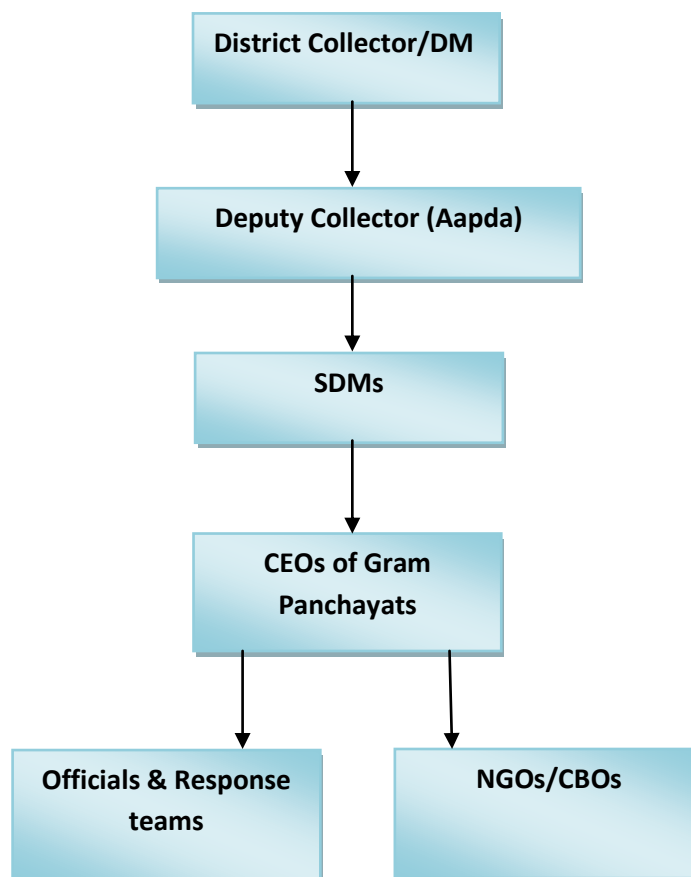 District Collector/DM
Deputy Collector (Aapda)
SDMs
CEOs of Gram
Panchayats
Officials & Response
teams
NGOs/CBOs